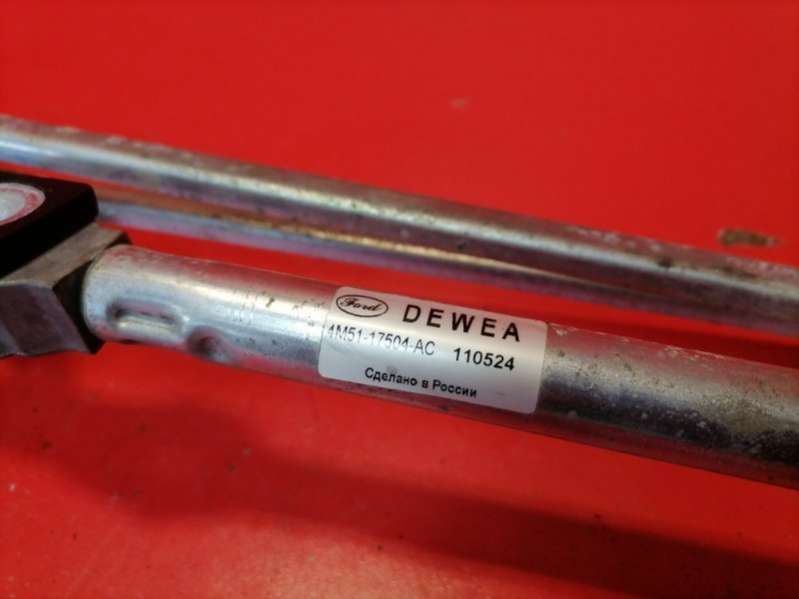 Ford DEWEA
4M51-17504-AC 110524
Сделано в России